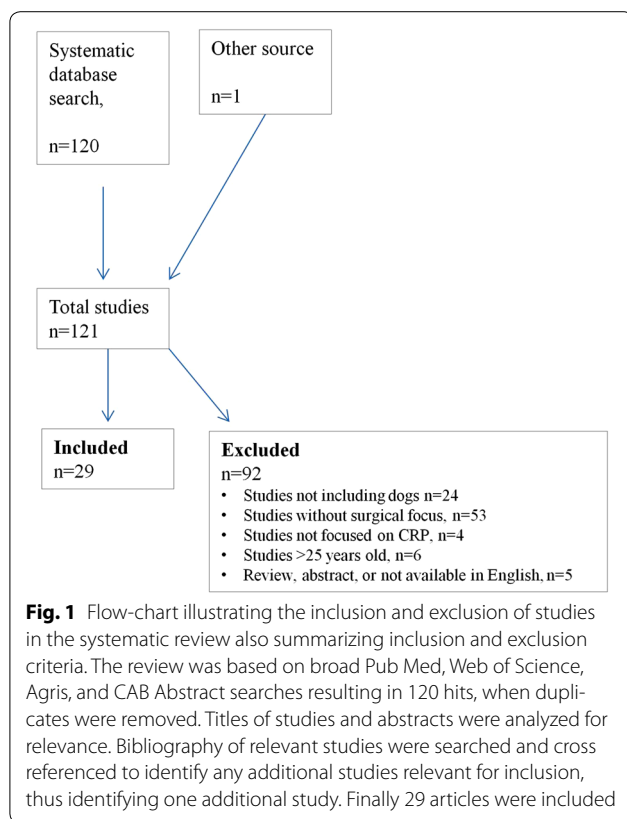 Systematic
database
search,
n=120
Other source
n=1
Total studies
n=121
Included
n=29
Excluded
n=92
• Studies not including dogs n=24
• Studies without surgical focus, n=53
• Studies not focused on CRP, n=4
• Studies >25 years old, n=6
• Review, abstract, or not available in English, n=5
Fig. 1 Flow-chart illustrating the inclusion and exclusion of studies
in the systematic review also summarizing inclusion and exclusion
criteria. The review was based on broad Pub Med, Web of Science,
Agris, and CAB Abstract searches resulting in 120 hits, when dupli-
cates were removed. Titles of studies and abstracts were analyzed for
relevance. Bibliography of relevant studies were searched and cross
referenced to identify any additional studies relevant for inclusion,
thus identifying one additional study. Finally 29 articles were included